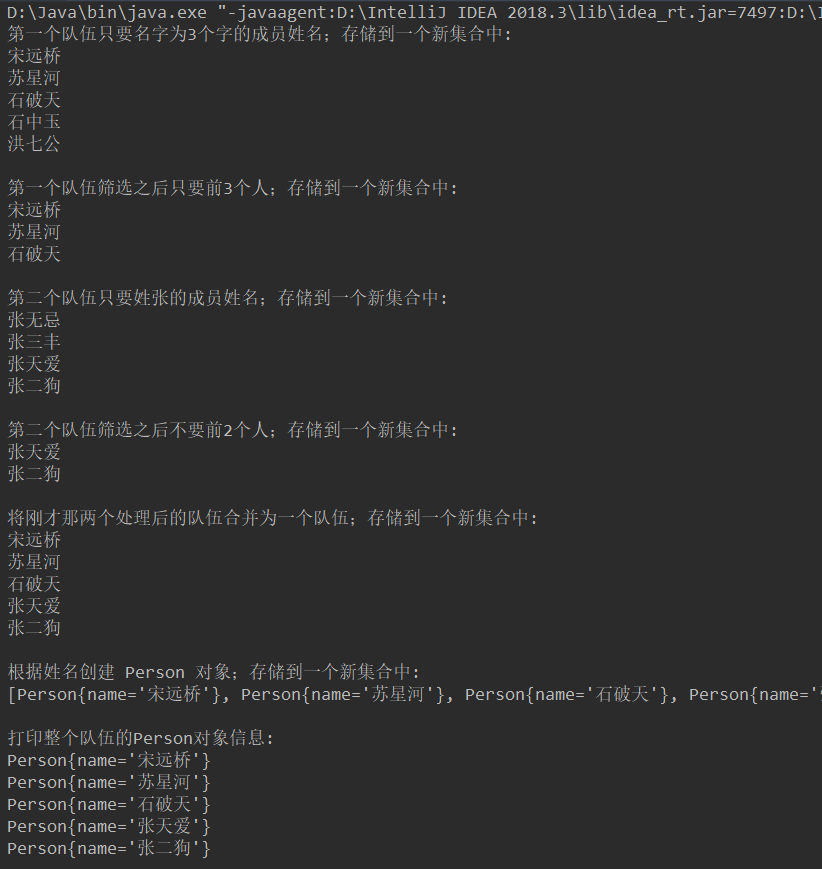 D:\Java\bin\java.exe "-javaagent:D:\IntelliJ IDEA 2018.3\lib\idea_rt.jar=7497:D:\I
第一个队伍只要名字为3个字的成员姓名；存储到一个新集合中:
宋远桥
苏星河
石破天
石中玉
洪七公
第一个队伍筛选之后只要前3个人；存储到一个新集合中:
宋远桥
苏星河
石破天
第二个队伍只要姓张的成员姓名；存储到一个新集合中:
张无忌
张三丰
张天爱
张二狗
第二个队伍筛选之后不要前2个人；存储到一个新集合中:
张天爱
张二狗
将刚才那两个处理后的队伍合并为一个队伍；存储到一个新集合中:
宋远桥
苏星河
石破天
张天爱
张二狗
根据姓名创建 Person 对象；存储到一个新集合中:
[Person{name='宋远桥'}, Person{name='苏星河'}, Person{name='石破天'}, Person{name='
打印整个队伍的Person对象信息:
Person{name='宋远桥'}
Person{name='苏星河'}
Person{name='石破天'}
Person{name='张天爱'}
Person{name='张二狗'}